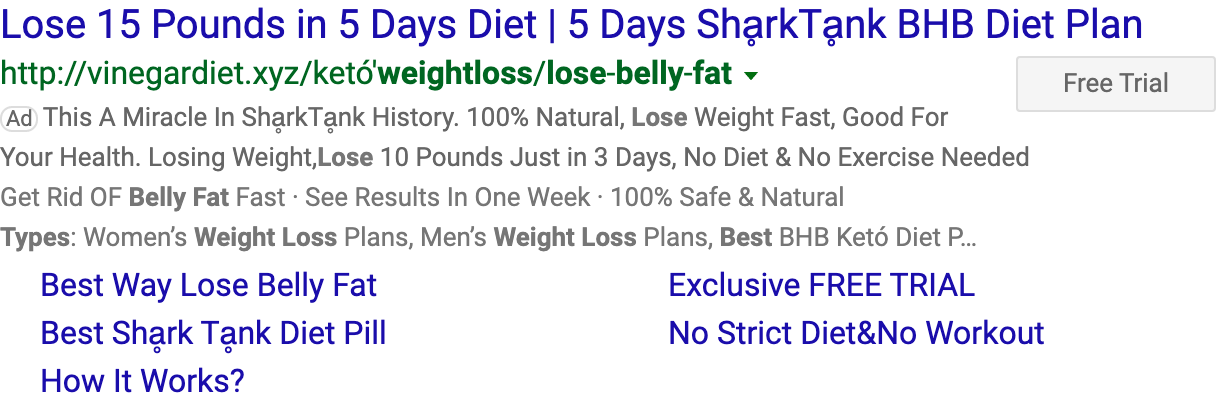 Lose 15 Pounds in 5 Days Diet | 5 Days Shḁrk​Tḁnk BHB Diet Plan
http://vinegardiet.xyz/ketó'weightloss/lose-belly-fat
Free Trial
Ad This A Miracle In ShḁrkTḁnk History. 100% Natural, Lose Weight Fast, Good For
Your Health. Losing Weight,Lose 10 Pounds Just in 3 Days, No Diet & No Exercise Needed
Get Rid OF Belly Fat Fast · See Results In One Week · 100% Safe & Natural
Types: Women’s Weight Loss Plans, Men’s Weight Loss Plans, Best BHB Ketó Diet P...
Best Way Lose Belly Fat
Exclusive FREE TRIAL
Best Shḁrk Tḁnk Diet Pill
No Strict Diet&No Workout
How It Works?